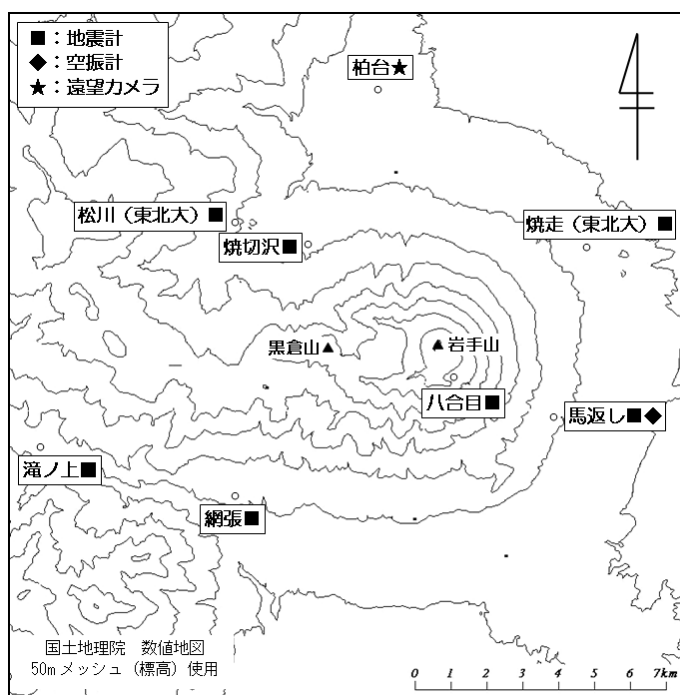 ■：地震計
◆：空振計
★：遠望カメラ
柏台★
松川（東北大）■
焼切沢■
焼走（東北大）■
黒倉山▲
▲岩手山
八合目■
馬返し■◆
滝ノ上■
網張■
国土地理院　数値地図
50mメッシュ（標高）使用
0 1 2 3 4 5 6 7km